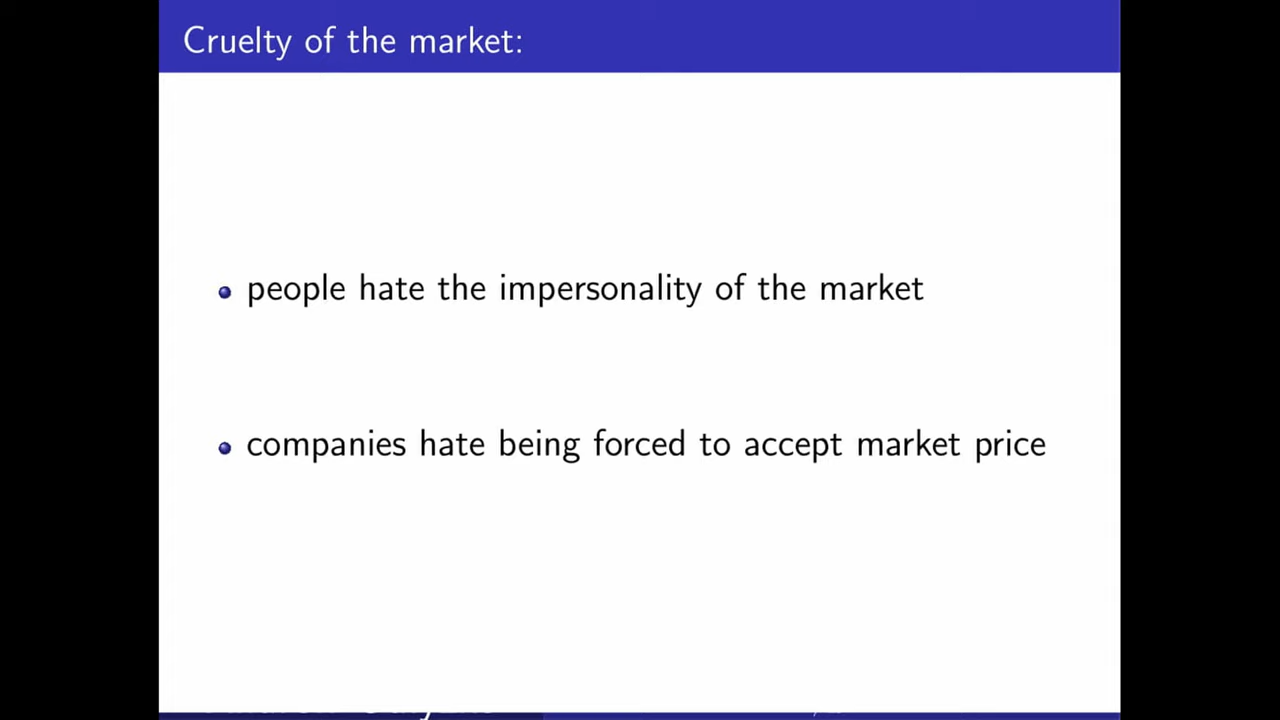 Cruelty of the market:
people hate the impersonality of the market
companies hate being forced to accept market price